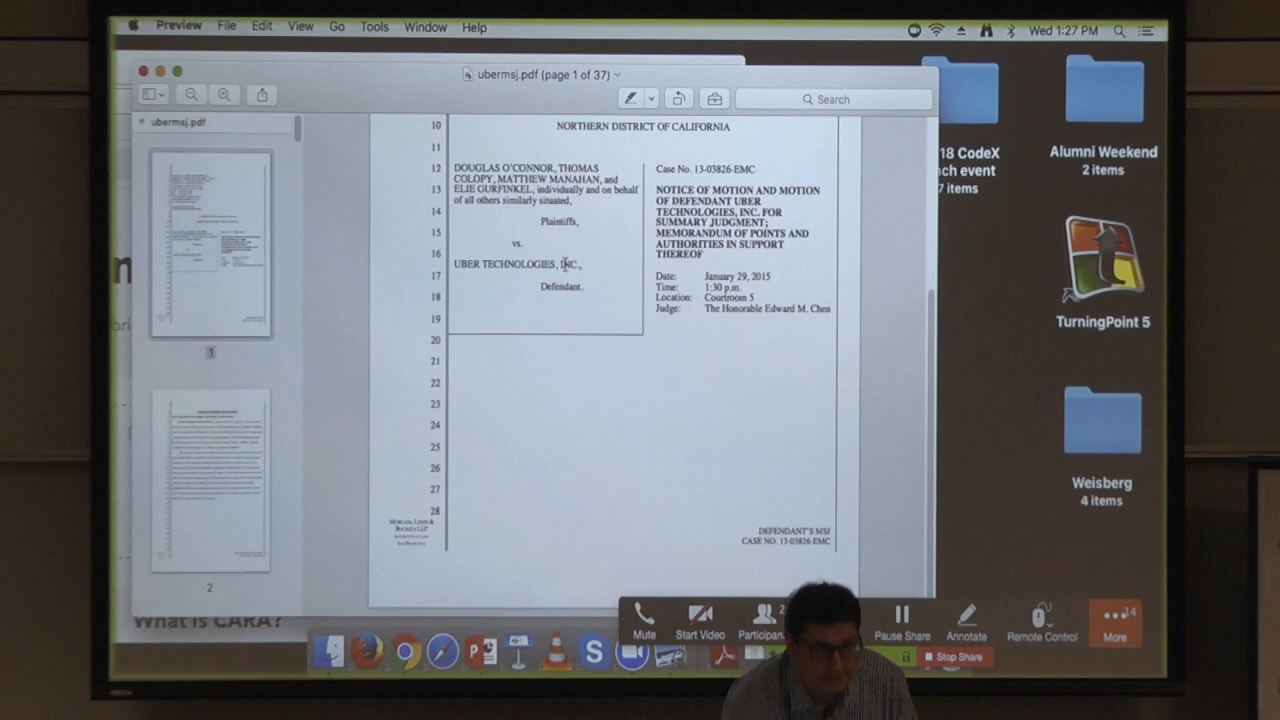 Preview File Edit View Go Tools Window Help
Wed 1:27 PM
ubermsj.pdf (page 1 of 37)
Search
ubermsj.pdf
1
2
10
11
12
13
14
15
16
17
18
19
20
21
22
23
24
25
26
27
28
NORTHERN DISTRICT OF CALIFORNIA
DOUGLAS O'CONNOR, THOMAS
COLOPY, MATTHEW MANAHAN, and
ELIE GURFINKEL, individually and on behalf
of all others similarly situated,
Plaintiffs,
vs.
UBER TECHNOLOGIES, INC.,
Defendant.
Case No. 13-03826-EMC
NOTICE OF MOTION AND MOTION
OF DEFENDANT UBER
TECHNOLOGIES, INC. FOR
SUMMARY JUDGMENT;
MEMORANDUM OF POINTS AND
AUTHORITIES IN SUPPORT
THEREOF
Date: January 29, 2015
Time: 1:30 p.m.
Location: Courtroom 5
Judge: The Honorable Edward M. Chen
MORGAN, LEWIS &
BOCKIUS LLP
DEFENDANT'S MSJ
CASE NO. 13-03826-EMC
18 CodeX
event
7 items
Alumni Weekend
2 items
TurningPoint 5
Weisberg
4 items
What is CARA?
Mute
Start Video
Pause Share
Annotate
Remote Control
14
More
Stop Share